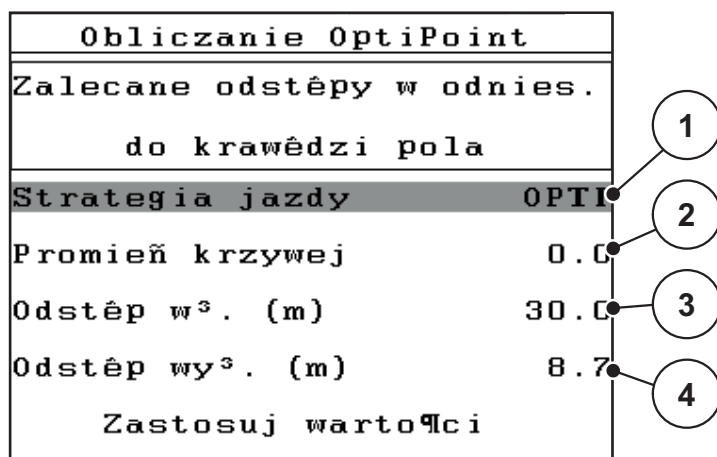 Obliczanie OptiPoint
Zalecane odstêpy w odnies.
do krawêdzi pola
Strategia jazdy OPTI
Promieñ krzywej 0.0
Odstêp w³. (m) 30.0
Odstêp wy³. (m) 8.7
Zastosuj warto¶ci
1
2
3
4